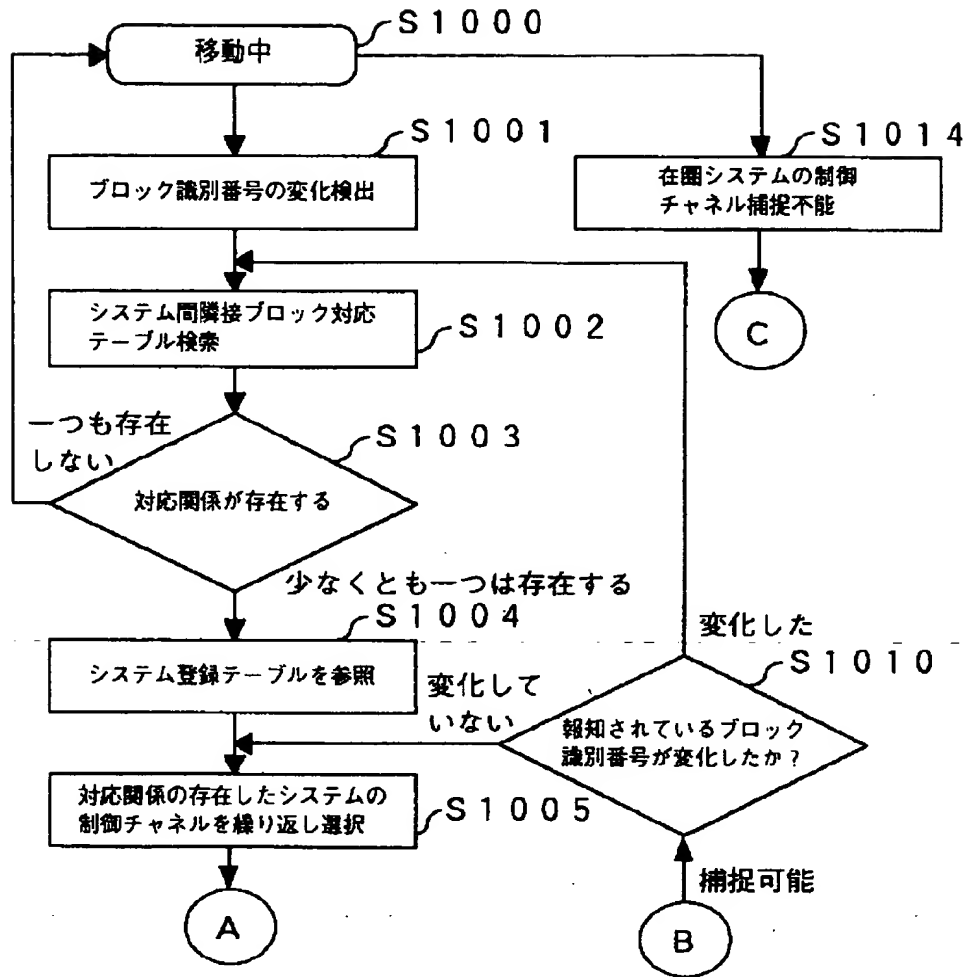 S1000
移動中
S1001
S1014
ブロック識別番号の変化検出
在圏システムの制御
チャネル捕捉不能
システム間隣接ブロック対応
テーブル検索
S1002
C
一つも存在
しない
S1003
対応関係が存在する
少なくとも一つは存在する
S1004
変化した
システム登録テーブルを参照
変化して
いない
S1010
報知されているブロック
識別番号が変化したか？
対応関係の存在したシステムの
制御チャネルを繰り返し選択
S1005
捕捉可能
A
B